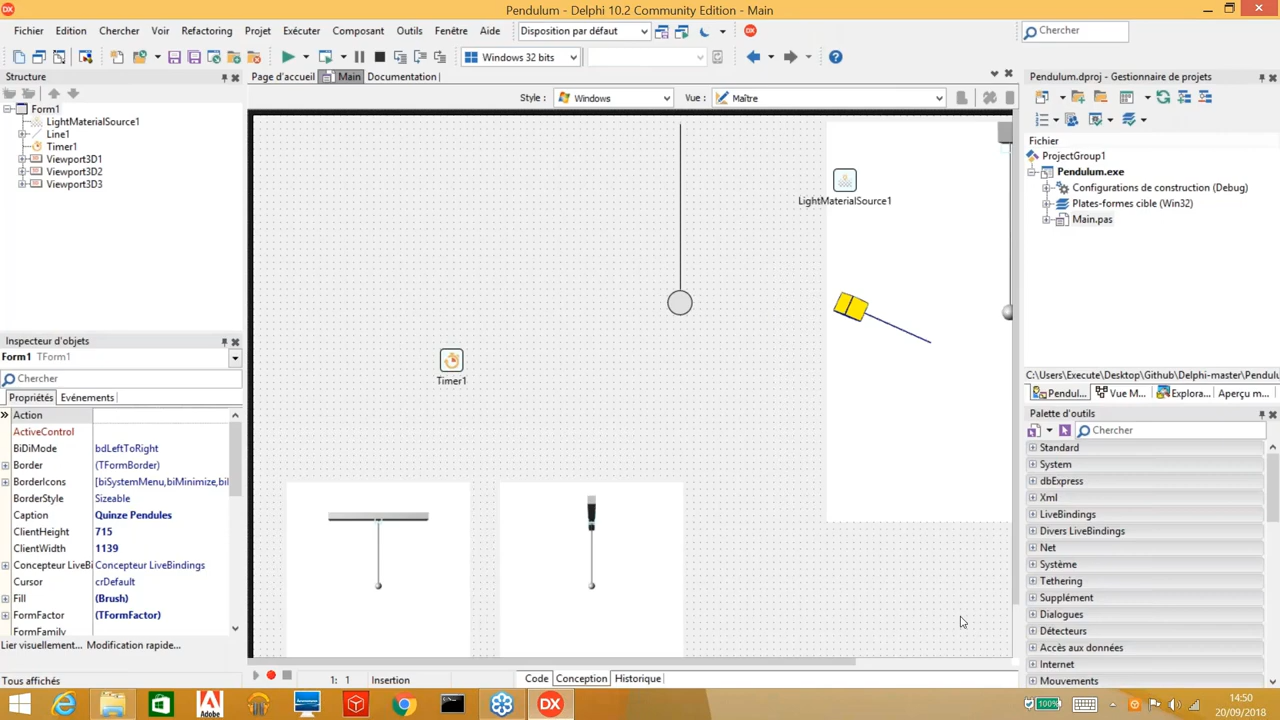 Pendulum - Delphi 10.2 Community Edition - Main
Fichier Edition Chercher Voir Refactoring Projet Exécuter Composant Outils Fenêtre Aide
Disposition par défaut
Chercher
Windows 32 bits
Structure
Page d'accueil Main Documentation
Pendulum.dproj - Gestionnaire de projets
Style : Windows Vue : Maître
Form1
LightMaterialSource1
Line1
Timer1
Viewport3D1
Viewport3D2
Viewport3D3
LightMaterialSource1
Timer1
Fichier
ProjectGroup1
Pendulum.exe
Configurations de construction (Debug)
Plates-formes cible (Win32)
Main.pas
C:\Users\Execute\Desktop\Github\Delphi-master\Pendulu
Pendul... Vue M... Explora... Aperçu m...
Inspecteur d'objets
Form1 TForm1
Chercher
Propriétés Evénements
Action
ActiveControl
BiDiMode bdLeftToRight
Border (TFormBorder)
BorderIcons [biSystemMenu,biMinimize,bi
BorderStyle Sizeable
Caption Quinze Pendules
ClientHeight 715
ClientWidth 1139
Concepteur LiveBi Concepteur LiveBindings
Cursor crDefault
Fill (Brush)
FormFactor (TFormFactor)
FormFamily
Lier visuellement... Modification rapide...
Tous affichés
Palette d'outils
Chercher
Standard
System
dbExpress
Xml
LiveBindings
Divers LiveBindings
Net
Système
Tethering
Supplément
Dialogues
Détecteurs
Accès aux données
Internet
Mouvements
1: 1 Insertion
Code Conception Historique
Adobe
DX
100%
14:50
20/09/2018